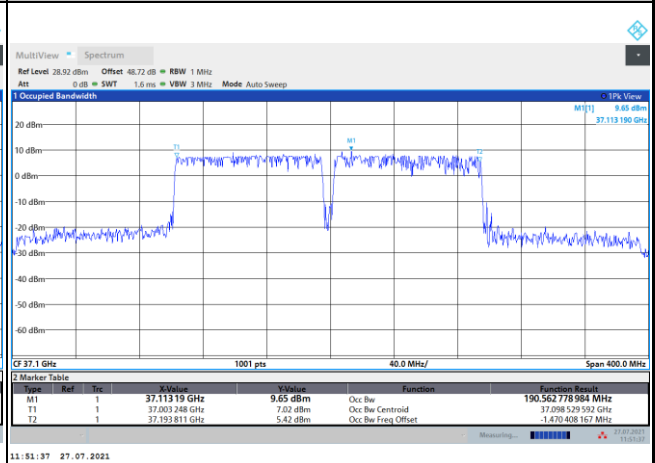 MultiView Spectrum
Ref Level 28.92 dBm Offset 48.72 dB RBW 1 MHz
Att 0 dB SWT 1.6 ms VBW 3 MHz Mode Auto Sweep
1 Occupied Bandwidth 1Pk View
M1[1] 9.65 dBm
37.113 190 GHz
20 dBm
M1
T1
T2
10 dBm
0 dBm
-10 dBm
-20 dBm
-30 dBm
-40 dBm
-50 dBm
-60 dBm
CF 37.1 GHz 1001 pts 40.0 MHz/ Span 400.0 MHz
2 Marker Table
Type Ref Trc X-Value Y-Value Function Function Result
M1 1 37.113 19 GHz 9.65 dBm Occ Bw 190.562 778 984 MHz
T1 1 37.003 248 GHz 7.02 dBm Occ Bw Centroid 37.098 529 592 GHz
T2 1 37.193 811 GHz 5.42 dBm Occ Bw Freq Offset -1.470 408 167 MHz
Measuring... 27.07.2021
11:51:37
11:51:37 27.07.2021